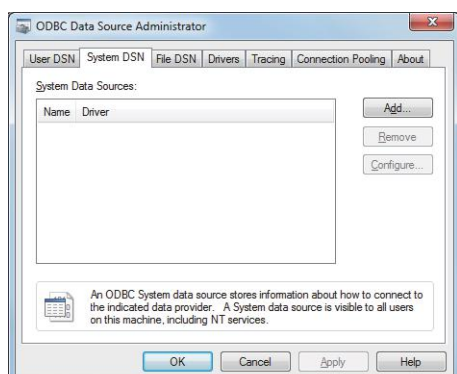 ODBC Data Source Administrator
User DSN System DSN File DSN Drivers Tracing Connection Pooling About
System Data Sources:
Name Driver
Add...
Remove
Configure...
An ODBC System data source stores information about how to connect to
the indicated data provider. A System data source is visible to all users
on this machine, including NT services.
OK Cancel Apply Help